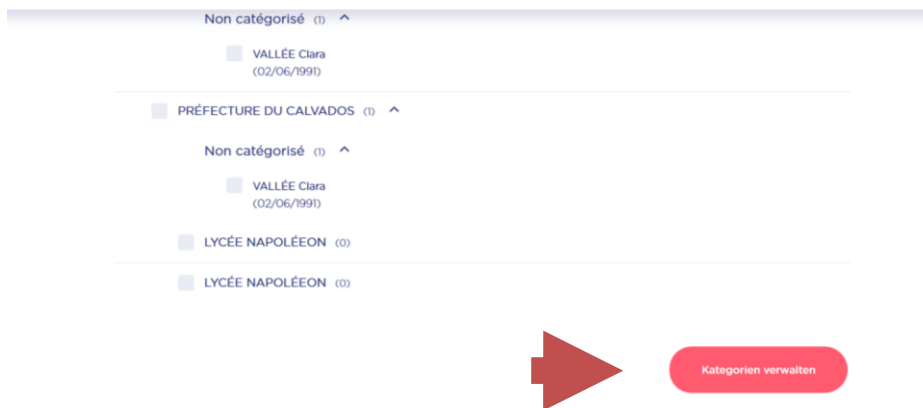 Non catégorisé (1)
VALLÉE Clara
(02/06/1991)
PRÉFECTURE DU CALVADOS (1)
Non catégorisé (1)
VALLÉE Clara
(02/06/1991)
LYCÉE NAPOLÉEON (0)
LYCÉE NAPOLÉEON (0)
Kategorien verwalten